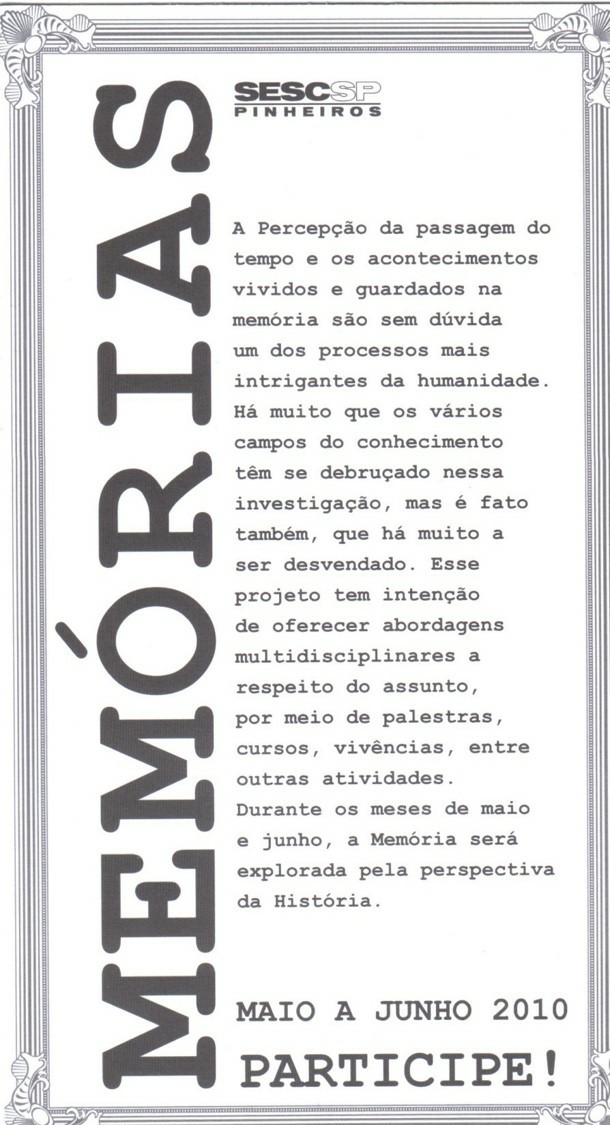 MEMÓRIAS
SESCSP
PINHEIROS
A Percepção da passagem do
tempo e os acontecimentos
vividos e guardados na
memória são sem dúvida
um dos processos mais
intrigantes da humanidade.
Há muito que os vários
campos do conhecimento
têm se debruçado nessa
investigação, mas é fato
também, que há muito a
ser desvendado. Esse
projeto tem intenção
de oferecer abordagens
multidisciplinares a
respeito do assunto,
por meio de palestras,
cursos, vivências, entre
outras atividades.
Durante os meses de maio
e junho, a Memória será
explorada pela perspectiva
da História.
MAIO A JUNHO 2010
PARTICIPE!